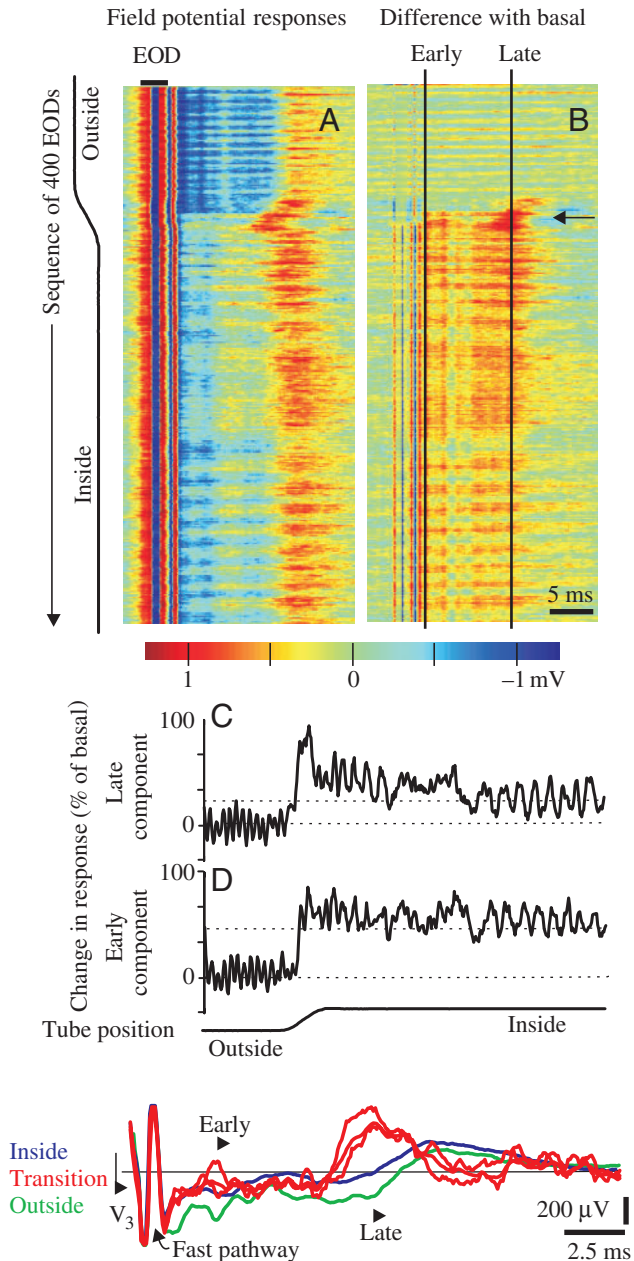 Field potential responses
Difference with basal
EOD
Early
Late
A
B
Sequence of 400 EODs
Outside
Inside
5 ms
1
0
–1 mV
Change in response (% of basal)
Late component
100
C
0
Early component
100
D
0
Tube position
Outside
Inside
Inside
Transition
Outside
V3
Early
Fast pathway
Late
200 µV
2.5 ms